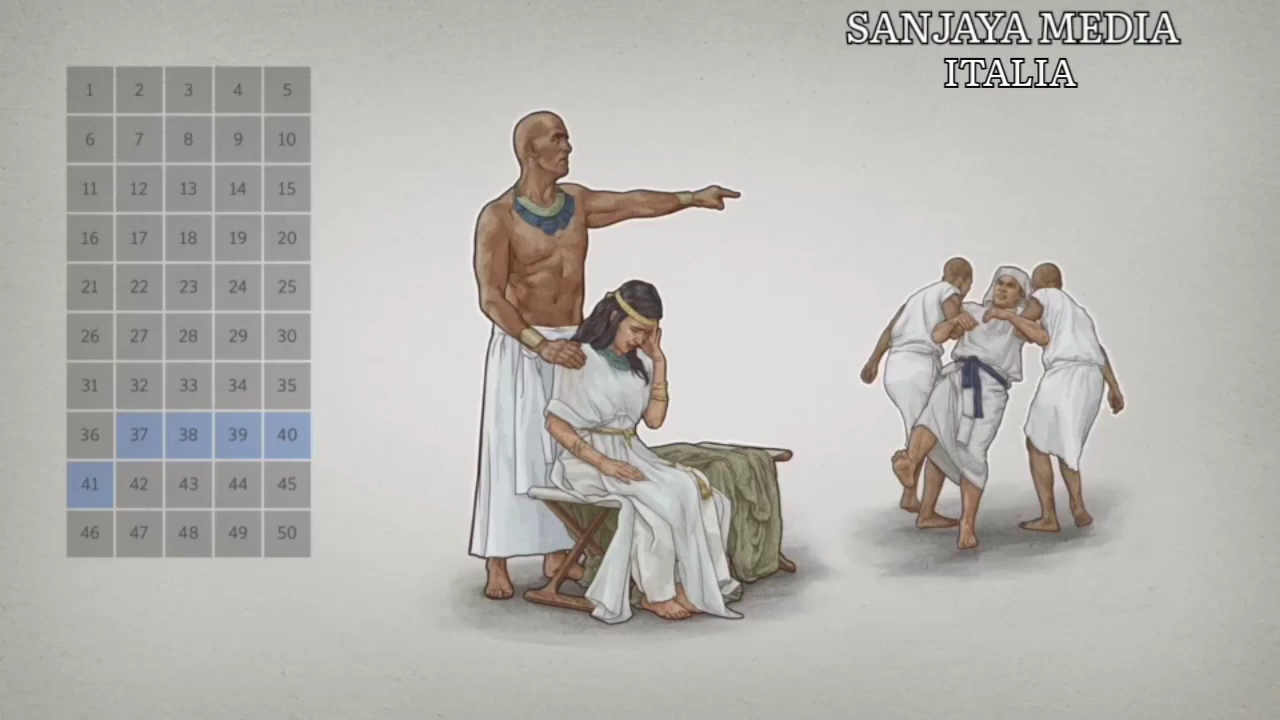 SANJAYA MEDIA
ITALIA
1 2 3 4 5
6 7 8 9 10
11 12 13 14 15
16 17 18 19 20
21 22 23 24 25
26 27 28 29 30
31 32 33 34 35
36 37 38 39 40
41 42 43 44 45
46 47 48 49 50